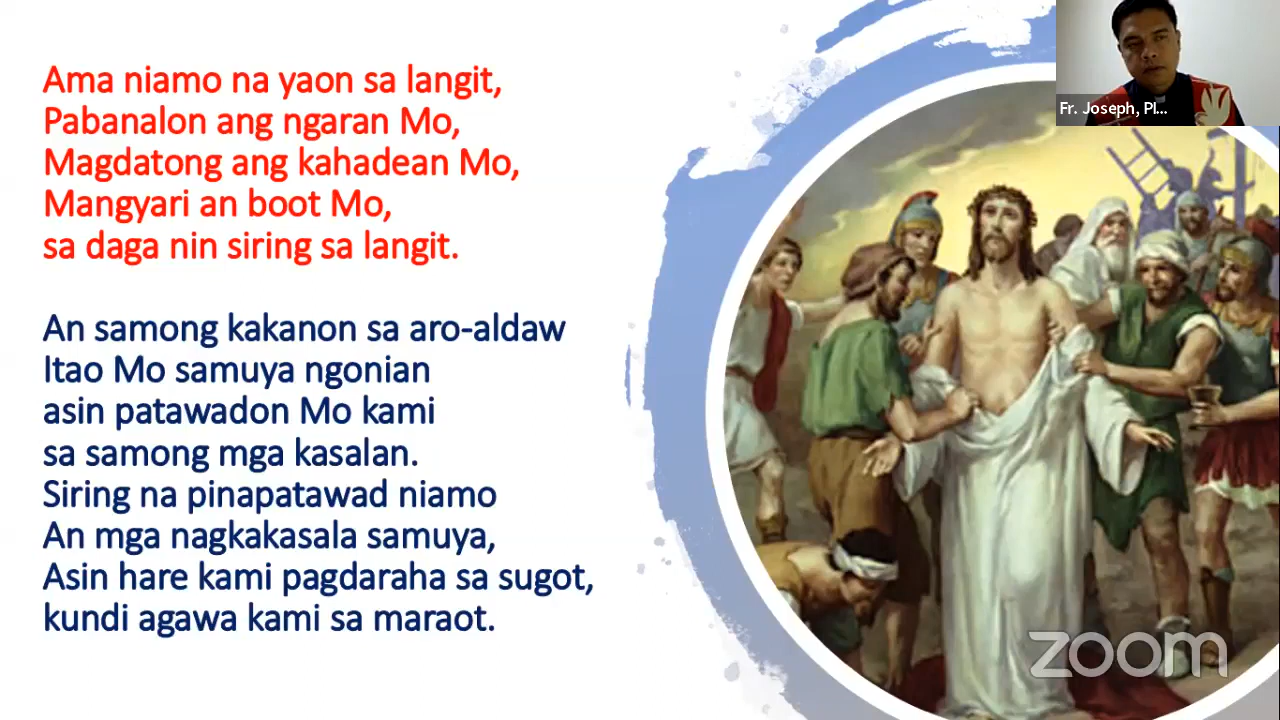 Ama niamo na yaon sa langit,
Pabanalon ang ngaran Mo,
Magdatong ang kahadean Mo,
Mangyari an boot Mo,
sa daga nin siring sa langit.
An samong kakanon sa aro-aldaw
Itao Mo samuya ngonian
asin patawadon Mo kami
sa samong mga kasalan.
Siring na pinapatawad niamo
An mga nagkakasala samuya,
Asin hare kami pagdaraha sa sugot,
kundi agawa kami sa maraot.
Fr. Joseph, Pl...
zoom